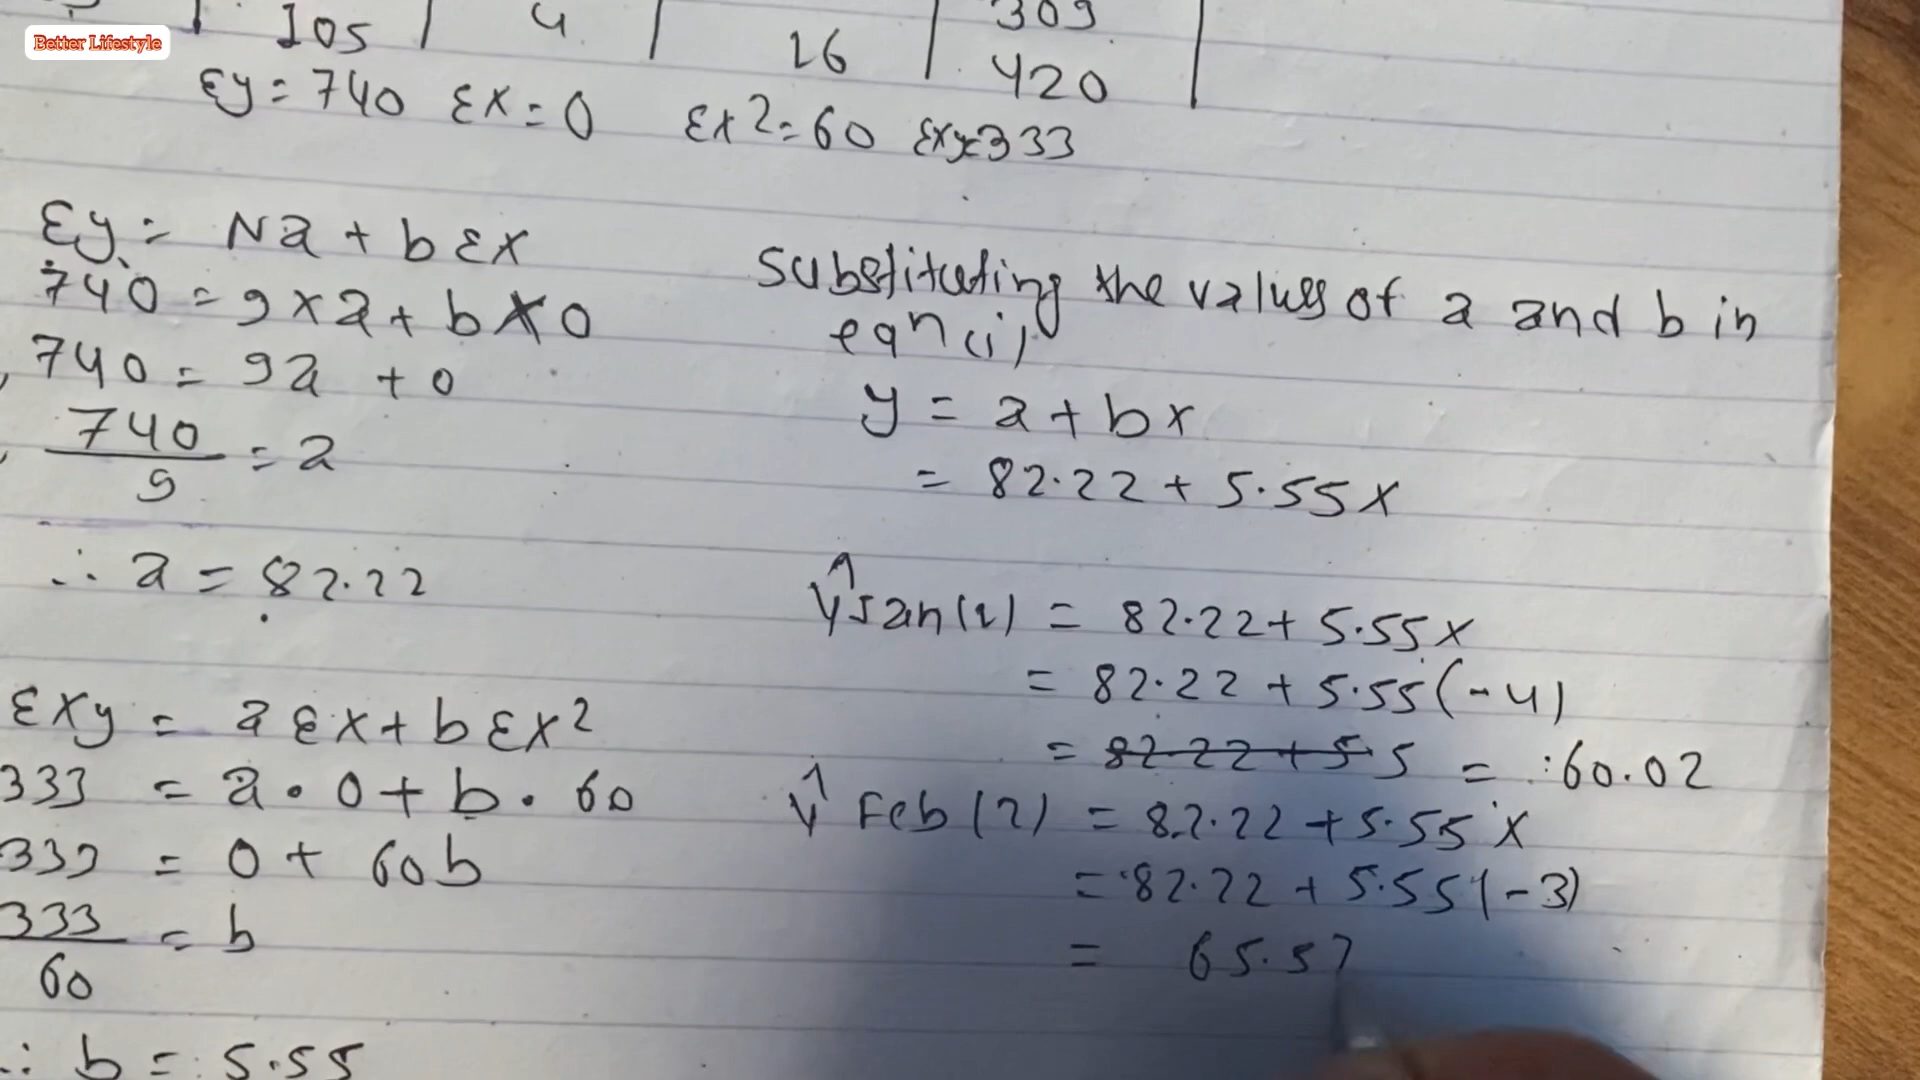 Better Lifestyle
105 | 4 | 16 | 309
420
Σy = 740 Σx = 0 Σx2 = 60 Σxy=333
Σy = Na + bΣx
740 = 9 x a + b x 0
740 = 9a + 0
740/9 = a
∴ a = 82.22
Σxy = aΣx + bΣx2
333 = a . 0 + b . 60
333 = 0 + 60b
333/60 = b
∴ b = 5.55
Substituting the values of a and b in
eqn (i)
y = a + bx
= 82.22 + 5.55x
ŷ Jan (1) = 82.22 + 5.55x
= 82.22 + 5.55(-4)
= 82.22 + 5.5 = 60.02
ŷ Feb (2) = 82.22 + 5.55x
= 82.22 + 5.55(-3)
= 65.57